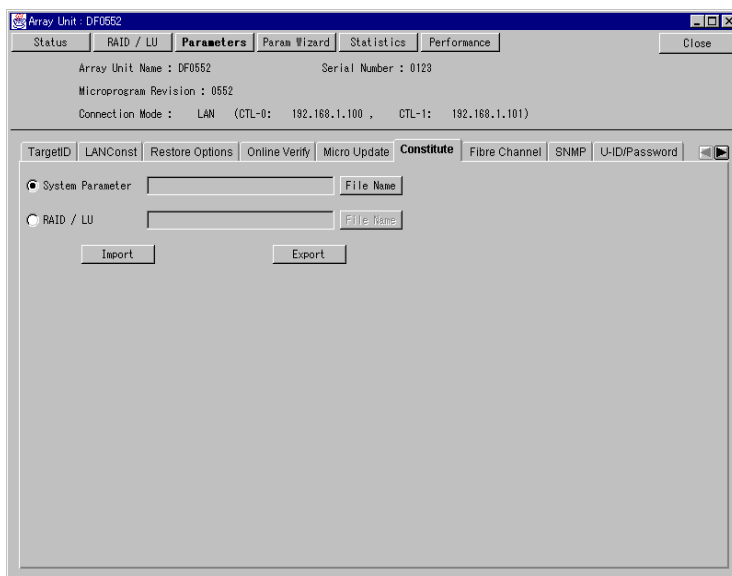 Array Unit : DF0552
Status RAID / LU Parameters Param Wizard Statistics Performance Close
Array Unit Name : DF0552 Serial Number : 0123
Microprogram Revision : 0552
Connection Mode : LAN (CTL-0: 192.168.1.100 , CTL-1: 192.168.1.101)
TargetID LANConst Restore Options Online Verify Micro Update Constitute Fibre Channel SNMP U-ID/Password
System Parameter File Name
RAID / LU File Name
Import Export